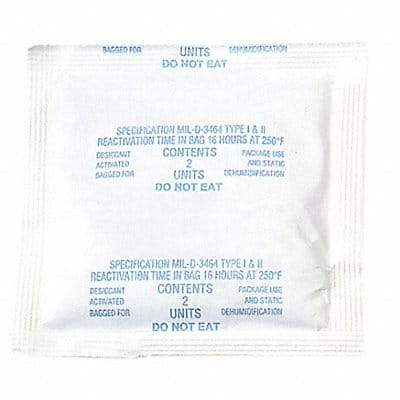 BAGGED FOR UNITS DEHUMIDIFICATION
DO NOT EAT
SPECIFICATION MIL-D-3464 TYPE I & II
REACTIVATION TIME IN BAG 16 HOURS AT 250°F
DESICCANT CONTENTS PACKAGE USE
ACTIVATED 2 AND STATIC
BAGGED FOR UNITS DEHUMIDIFICATION
DO NOT EAT
SPECIFICATION MIL-D-3464 TYPE I & II
REACTIVATION TIME IN BAG 16 HOURS AT 250°F
DESICCANT CONTENTS PACKAGE USE
ACTIVATED 2 AND STATIC
BAGGED FOR UNITS DEHUMIDIFICATION
DO NOT EAT